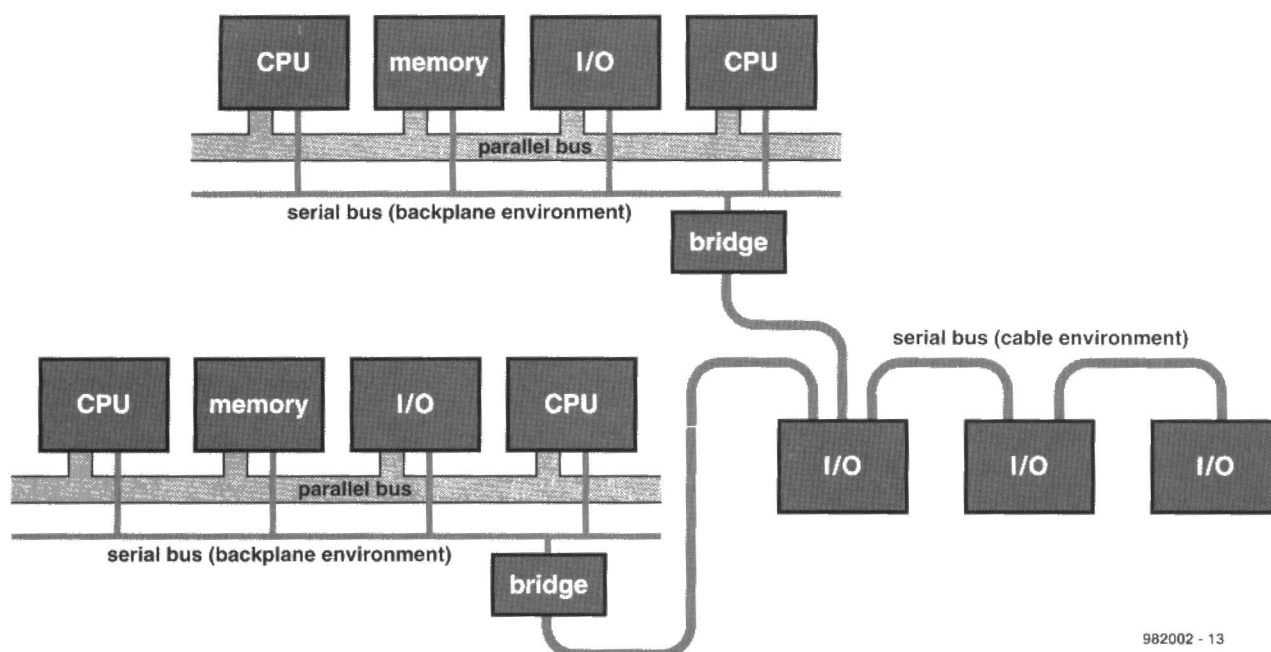 CPU
memory
I/O
CPU
parallel bus
serial bus (backplane environment)
bridge
serial bus (cable environment)
CPU
memory
I/O
CPU
I/O
I/O
I/O
parallel bus
serial bus (backplane environment)
bridge
982002 - 13